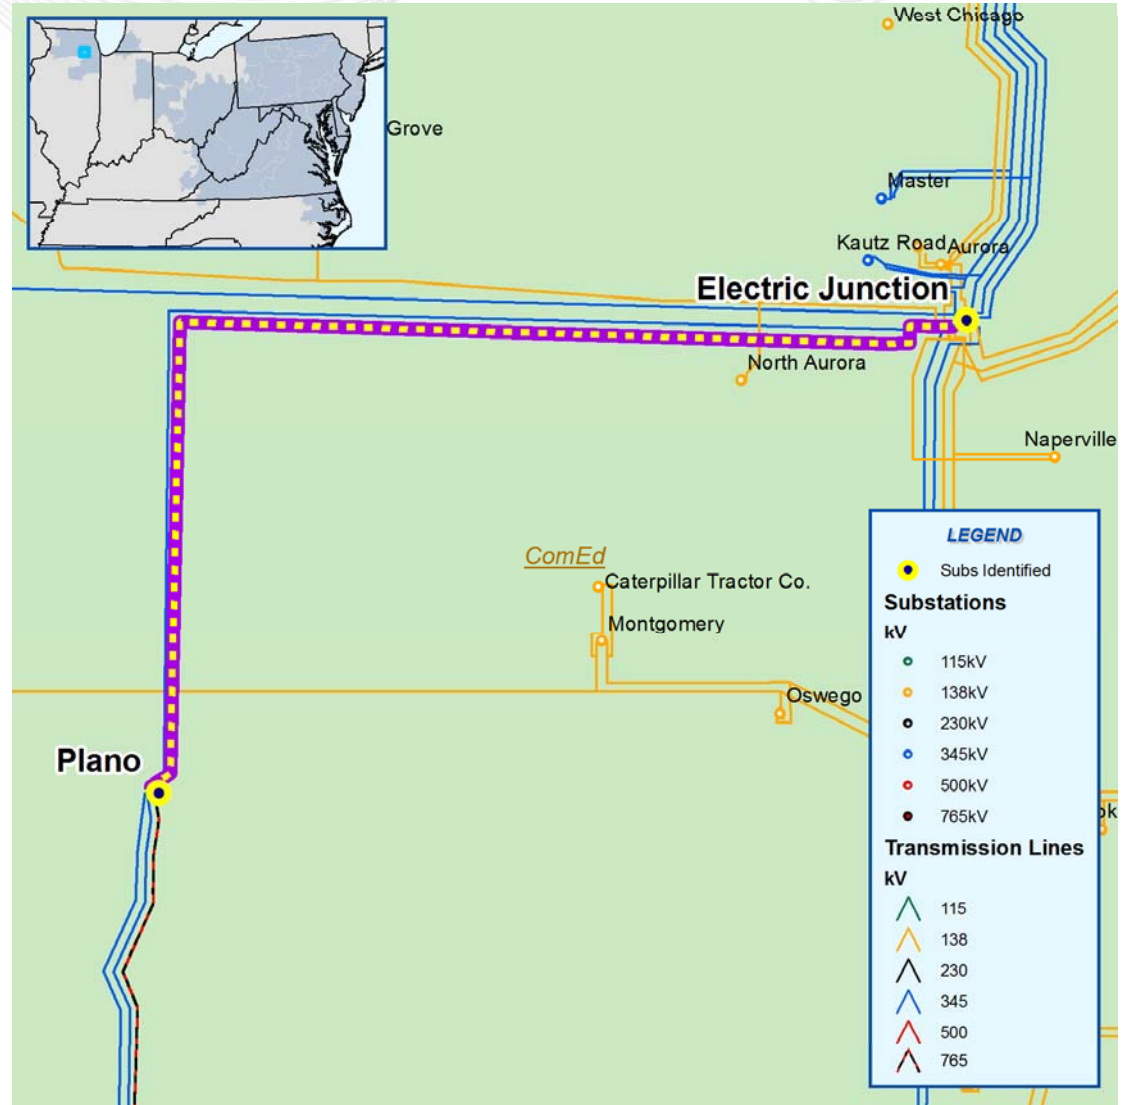 West Chicago
Grove
Master
Kautz Road
Aurora
Electric Junction
North Aurora
Naperville
ComEd
Caterpillar Tractor Co.
Montgomery
Oswego
Plano
ok
LEGEND
Subs Identified
Substations
kV
115kV
138kV
230kV
345kV
500kV
765kV
Transmission Lines
kV
115
138
230
345
500
765